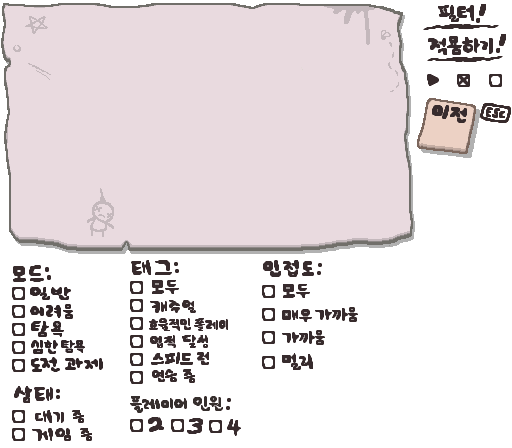 필터!
적용하기!
이전 ESC
모드:
일반
어려움
탐욕
심한 탐욕
도전 과제
상태:
대기 중
게임 중
태그:
모두
캐쥬얼
효율적인 플레이
업적 달성
스피드 런
연승 중
플레이어 인원:
2 3 4
인접도:
모두
매우 가까움
가까움
멀리